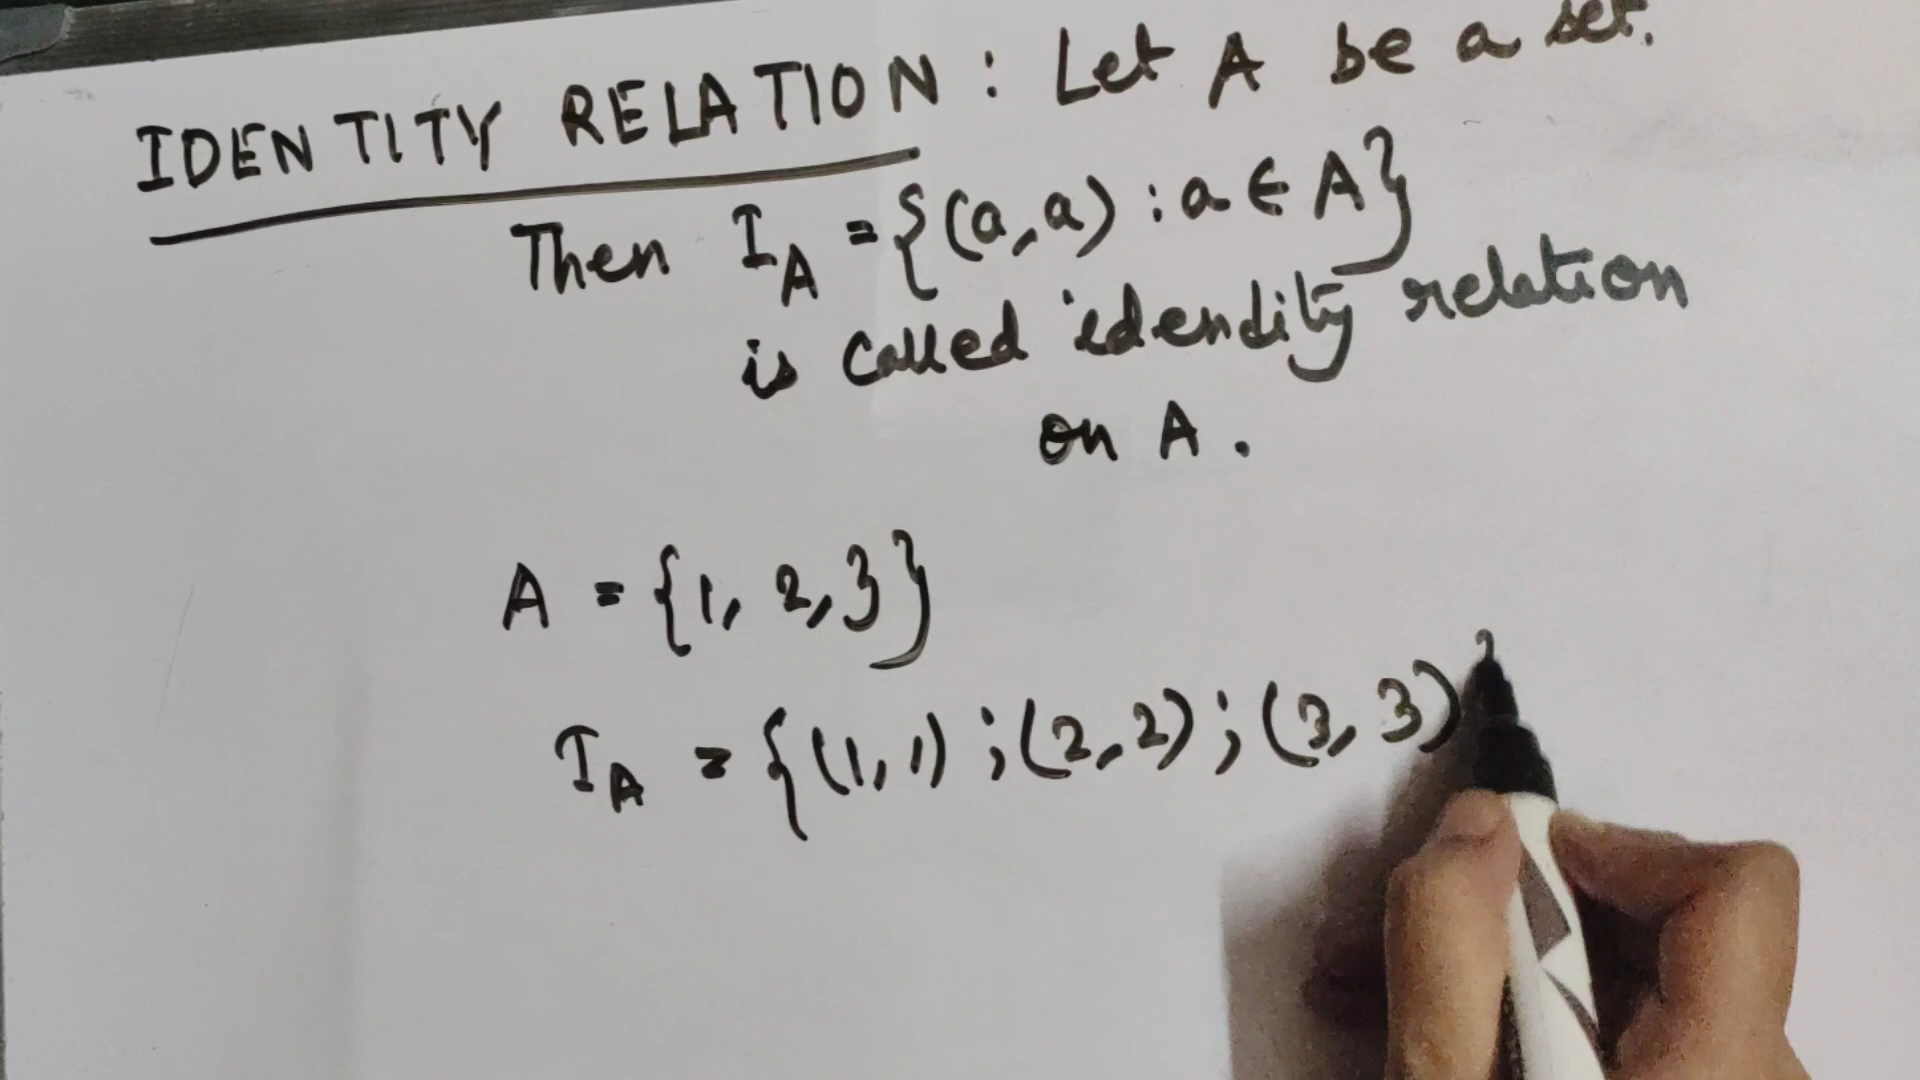 IDENTITY RELATION : Let A be a set.
Then I_A = {(a,a) : a ∈ A}
is called idendity relation
on A.
A = {1, 2, 3}
I_A = {(1,1) ; (2,2) ; (3,3)